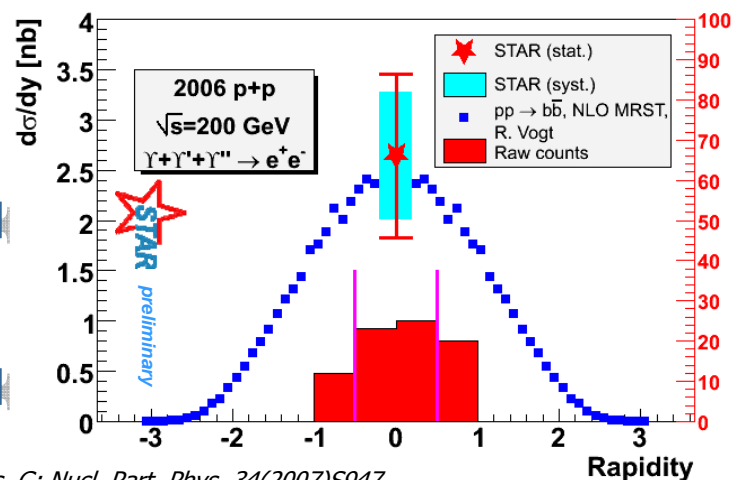 dσ/dy [nb]
4
3.5
3
2.5
2
1.5
1
0.5
0
100
90
80
70
60
50
40
30
20
10
0
2006 p+p
√s=200 GeV
ϒ+ϒ'+ϒ'' → e⁺e⁻
STAR (stat.)
STAR (syst.)
pp → bb̅, NLO MRST,
R. Vogt
Raw counts
STAR
preliminary
-3 -2 -1 0 1 2 3
Rapidity
G: Nucl. Part. Phys. 34(2007)S947